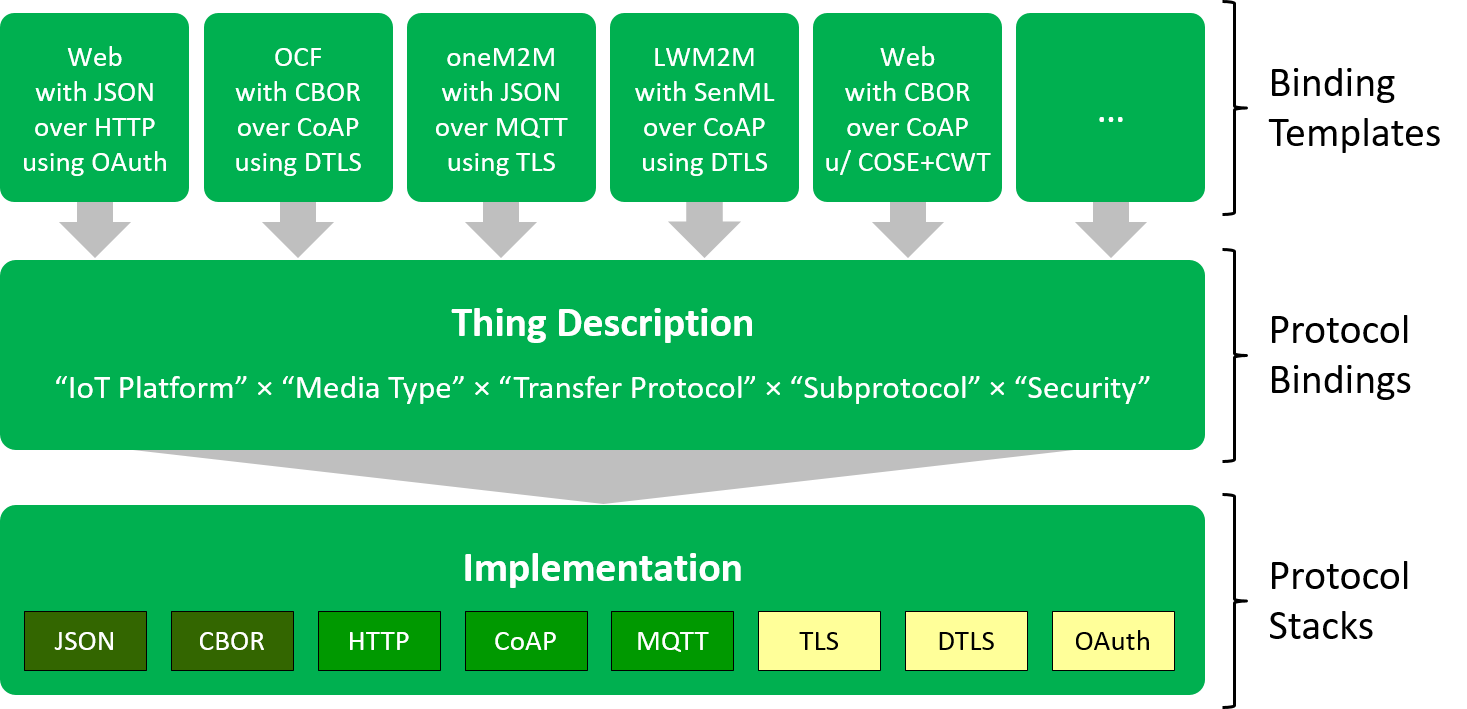 Web
with JSON
over HTTP
using OAuth
OCF
with CBOR
over CoAP
using DTLS
oneM2M
with JSON
over MQTT
using TLS
LWM2M
with SenML
over CoAP
using DTLS
Web
with CBOR
over CoAP
u/ COSE+CWT
...
Binding
Templates
Thing Description
“IoT Platform” × “Media Type” × “Transfer Protocol” × “Subprotocol” × “Security”
Protocol
Bindings
Implementation
JSON
CBOR
HTTP
CoAP
MQTT
TLS
DTLS
OAuth
Protocol
Stacks